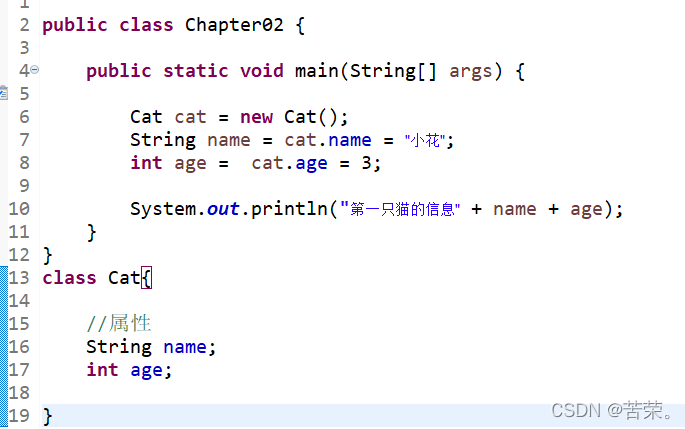 1
2 public class Chapter02 {
3
4     public static void main(String[] args) {
5
6         Cat cat = new Cat();
7         String name = cat.name = "小花";
8         int age =  cat.age = 3;
9
10         System.out.println("第一只猫的信息" + name + age);
11     }
12 }
13 class Cat{
14
15     //属性
16     String name;
17     int age;
18
19 }
CSDN @苦荣。